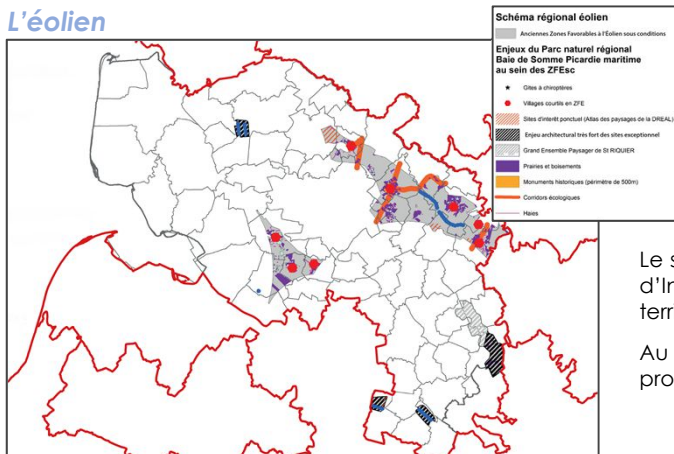 L'éolien
Schéma régional éolien
Anciennes Zones Favorables à l'Éolien sous conditions
Enjeux du Parc naturel régional
Baie de Somme Picardie maritime
au sein des ZFEsc
Gîtes à chiroptères
Villages courtils en ZFE
Sites d'intérêt ponctuel (Atlas des paysages de la DREAL)
Enjeu architectural très fort des sites exceptionnel
Grand Ensemble Paysager de St RIQUIER
Prairies et boisements
Monuments historiques (périmètre de 500m)
Corridors écologiques
Haies
Le s
d'In
terr
Au
pro